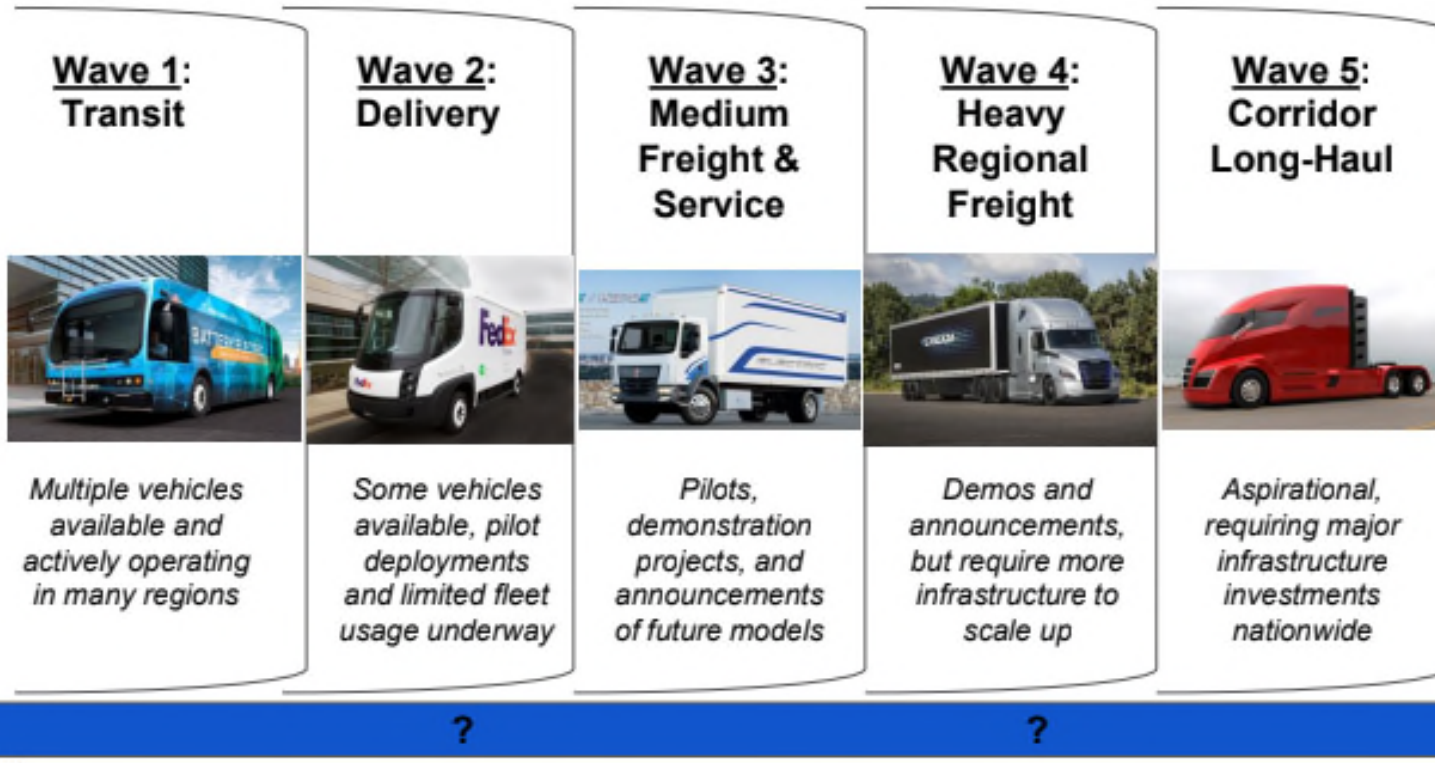 Wave 1:
Transit
Multiple vehicles
available and
actively operating
in many regions
Wave 2:
Delivery
FedEx
FedEx
Some vehicles
available, pilot
deployments
and limited fleet
usage underway
Wave 3:
Medium
Freight &
Service
ELECTRIC
Pilots,
demonstration
projects, and
announcements
of future models
Wave 4:
Heavy
Regional
Freight
Demos and
announcements,
but require more
infrastructure to
scale up
Wave 5:
Corridor
Long-Haul
Aspirational,
requiring major
infrastructure
investments
nationwide
?
?